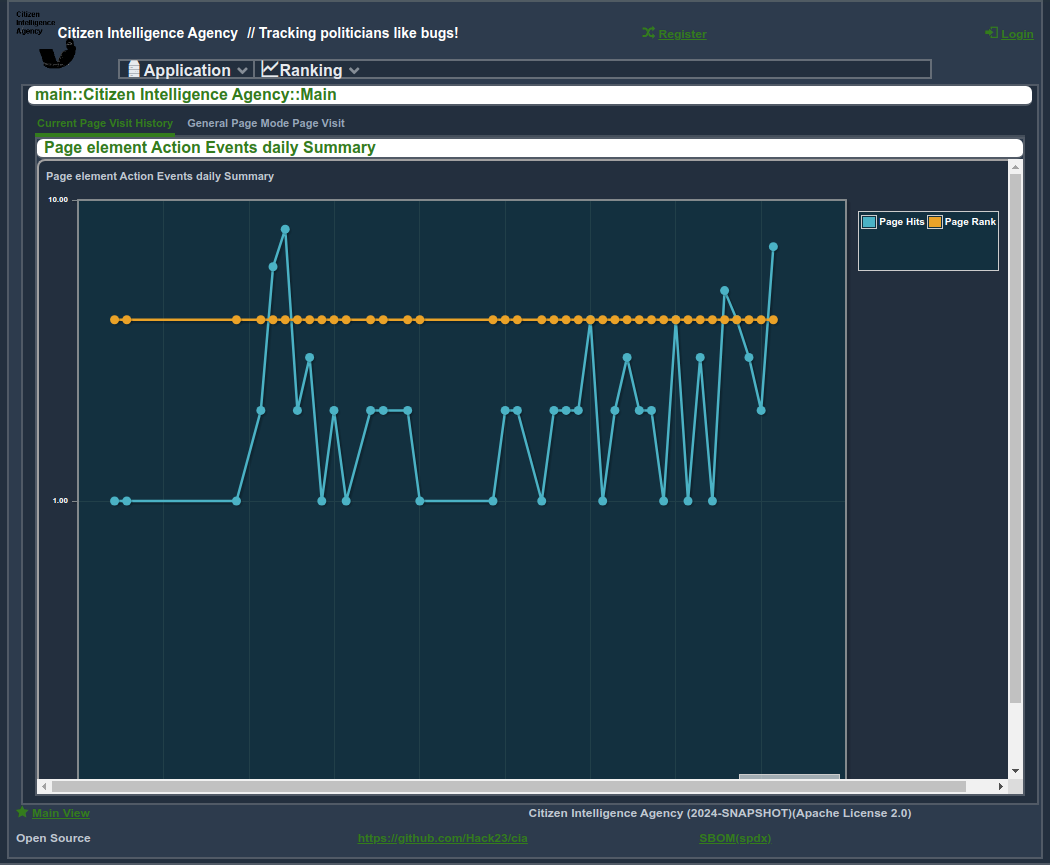 Citizen
Intelligence
Agency
Citizen Intelligence Agency // Tracking politicians like bugs!
Register
Login
Application
Ranking
main::Citizen Intelligence Agency::Main
Current Page Visit History
General Page Mode Page Visit
Page element Action Events daily Summary
Page element Action Events daily Summary
10.00
Page Hits
Page Rank
1.00
Main View
Citizen Intelligence Agency (2024-SNAPSHOT)(Apache License 2.0)
Open Source
https://github.com/Hack23/cia
SBOM(spdx)